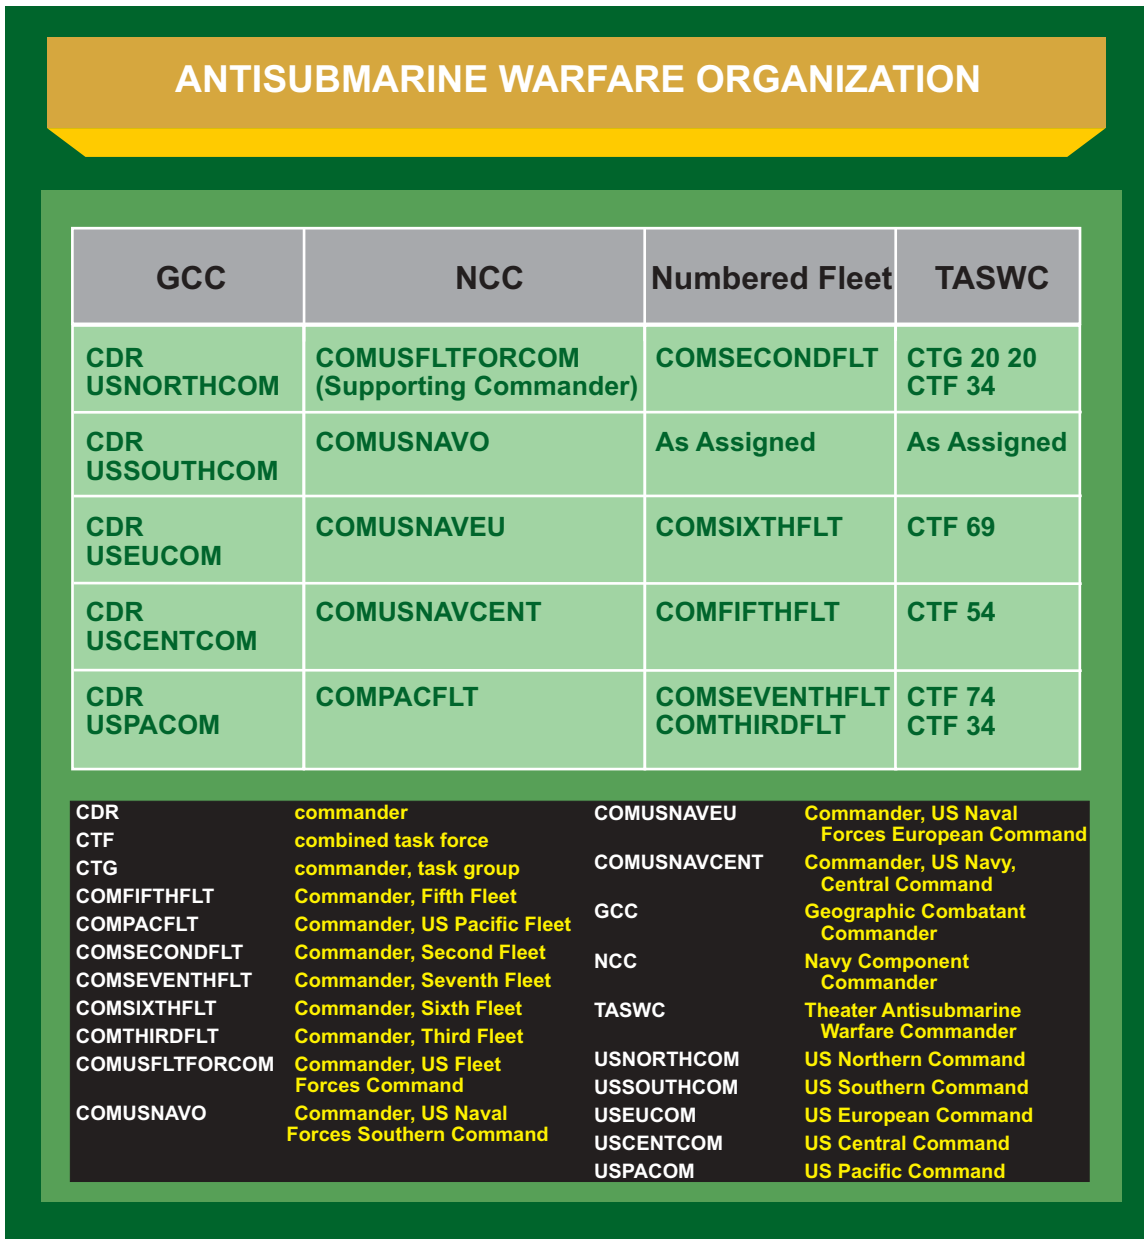 ANTISUBMARINE WARFARE ORGANIZATION
GCC NCC Numbered Fleet TASWC
CDR COMUSFLTFORCOM COMSECONDFLT CTG 20 20
USNORTHCOM (Supporting Commander) CTF 34
CDR COMUSNAVO As Assigned As Assigned
USSOUTHCOM
CDR COMUSNAVEU COMSIXTHFLT CTF 69
USEUCOM
CDR COMUSNAVCENT COMFIFTHFLT CTF 54
USCENTCOM
CDR COMPACFLT COMSEVENTHFLT CTF 74
USPACOM COMTHIRDFLT CTF 34
CDR commander
CTF combined task force
CTG commander, task group
COMFIFTHFLT Commander, Fifth Fleet
COMPACFLT Commander, US Pacific Fleet
COMSECONDFLT Commander, Second Fleet
COMSEVENTHFLT Commander, Seventh Fleet
COMSIXTHFLT Commander, Sixth Fleet
COMTHIRDFLT Commander, Third Fleet
COMUSFLTFORCOM Commander, US Fleet
Forces Command
COMUSNAVO Commander, US Naval
Forces Southern Command
COMUSNAVEU Commander, US Naval
Forces European Command
COMUSNAVCENT Commander, US Navy,
Central Command
GCC Geographic Combatant
Commander
NCC Navy Component
Commander
TASWC Theater Antisubmarine
Warfare Commander
USNORTHCOM US Northern Command
USSOUTHCOM US Southern Command
USEUCOM US European Command
USCENTCOM US Central Command
USPACOM US Pacific Command